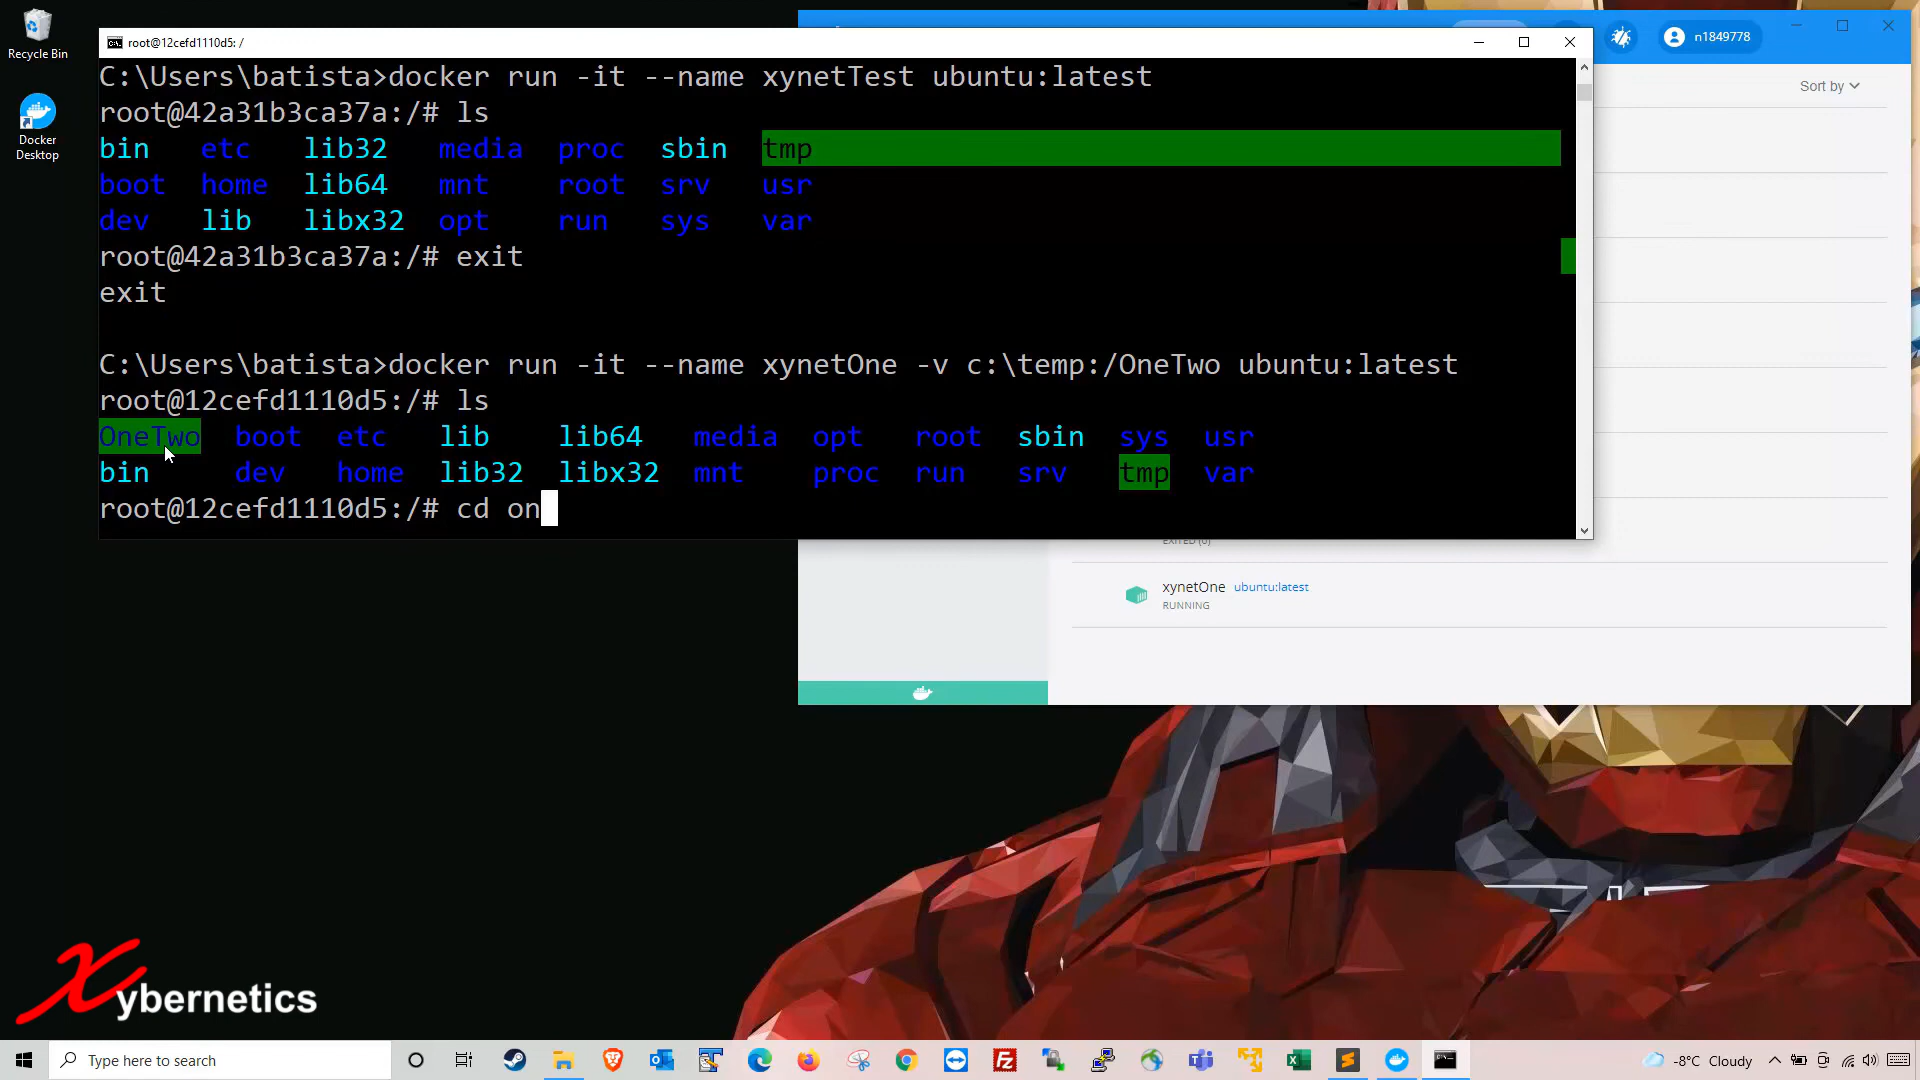 Recycle Bin
Docker
Desktop
root@12cefd1110d5: /
C:\Users\batista>docker run -it --name xynetTest ubuntu:latest
root@42a31b3ca37a:/# ls
bin etc lib32 media proc sbin tmp
boot home lib64 mnt root srv usr
dev lib libx32 opt run sys var
root@42a31b3ca37a:/# exit
exit
C:\Users\batista>docker run -it --name xynetOne -v c:\temp:/OneTwo ubuntu:latest
root@12cefd1110d5:/# ls
OneTwo boot etc lib lib64 media opt root sbin sys usr
bin dev home lib32 libx32 mnt proc run srv tmp var
root@12cefd1110d5:/# cd on
n1849778
Sort by
EXITED (0)
xynetOne ubuntu:latest
RUNNING
Xybernetics
Type here to search
-8°C Cloudy